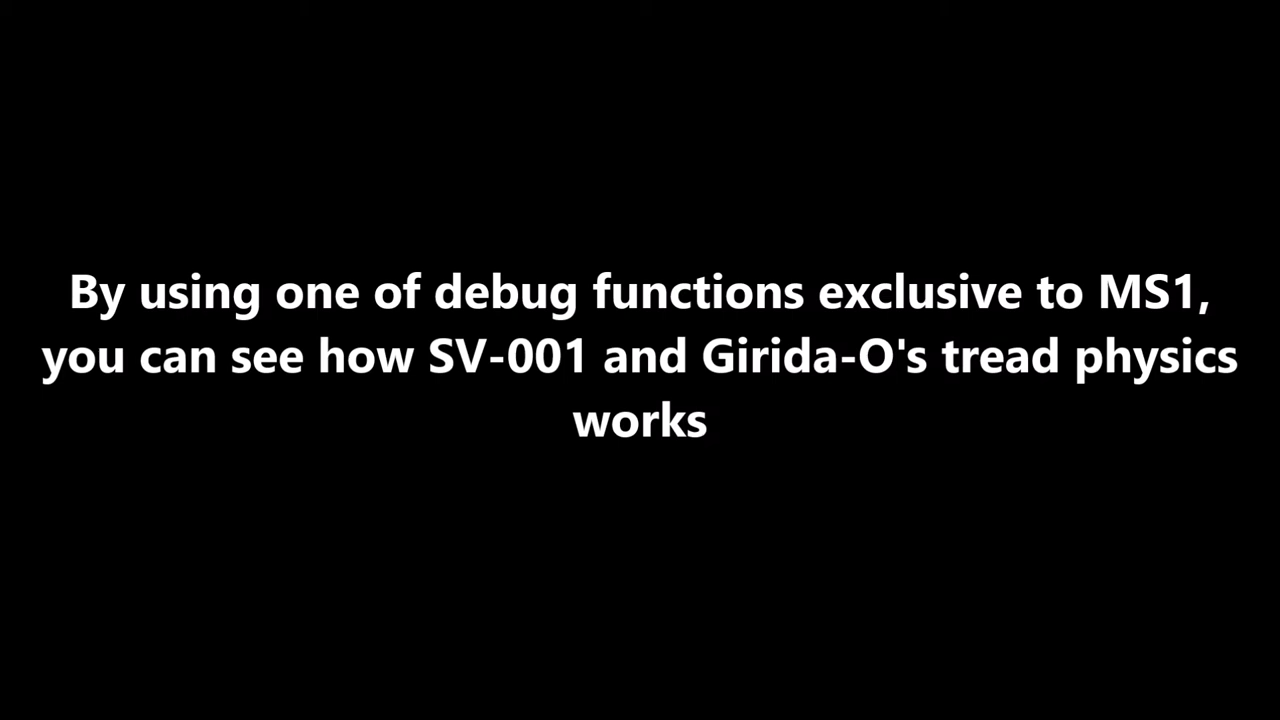 By using one of debug functions exclusive to MS1,
you can see how SV-001 and Girida-O's tread physics
works